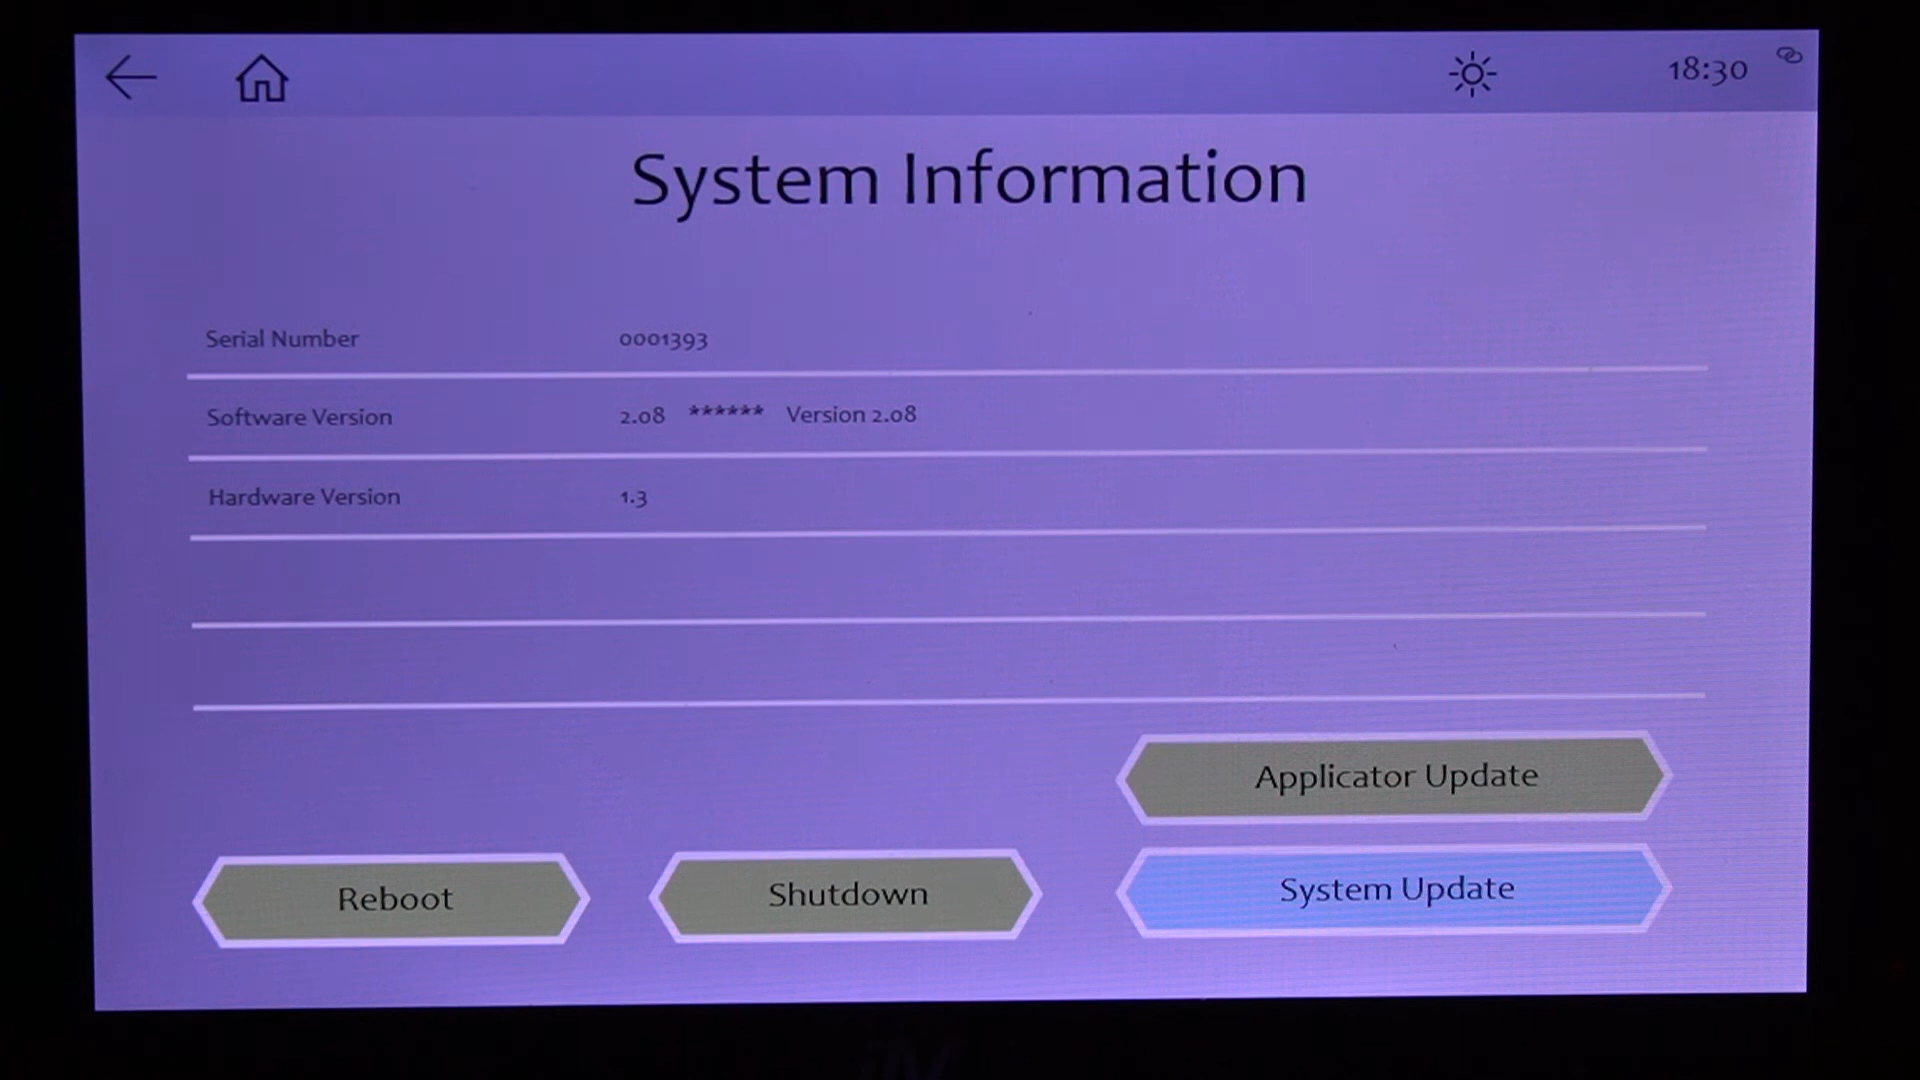 18:30
System Information
Serial Number 0001393
Software Version 2.08 ****** Version 2.08
Hardware Version 1.3
Applicator Update
Reboot Shutdown System Update